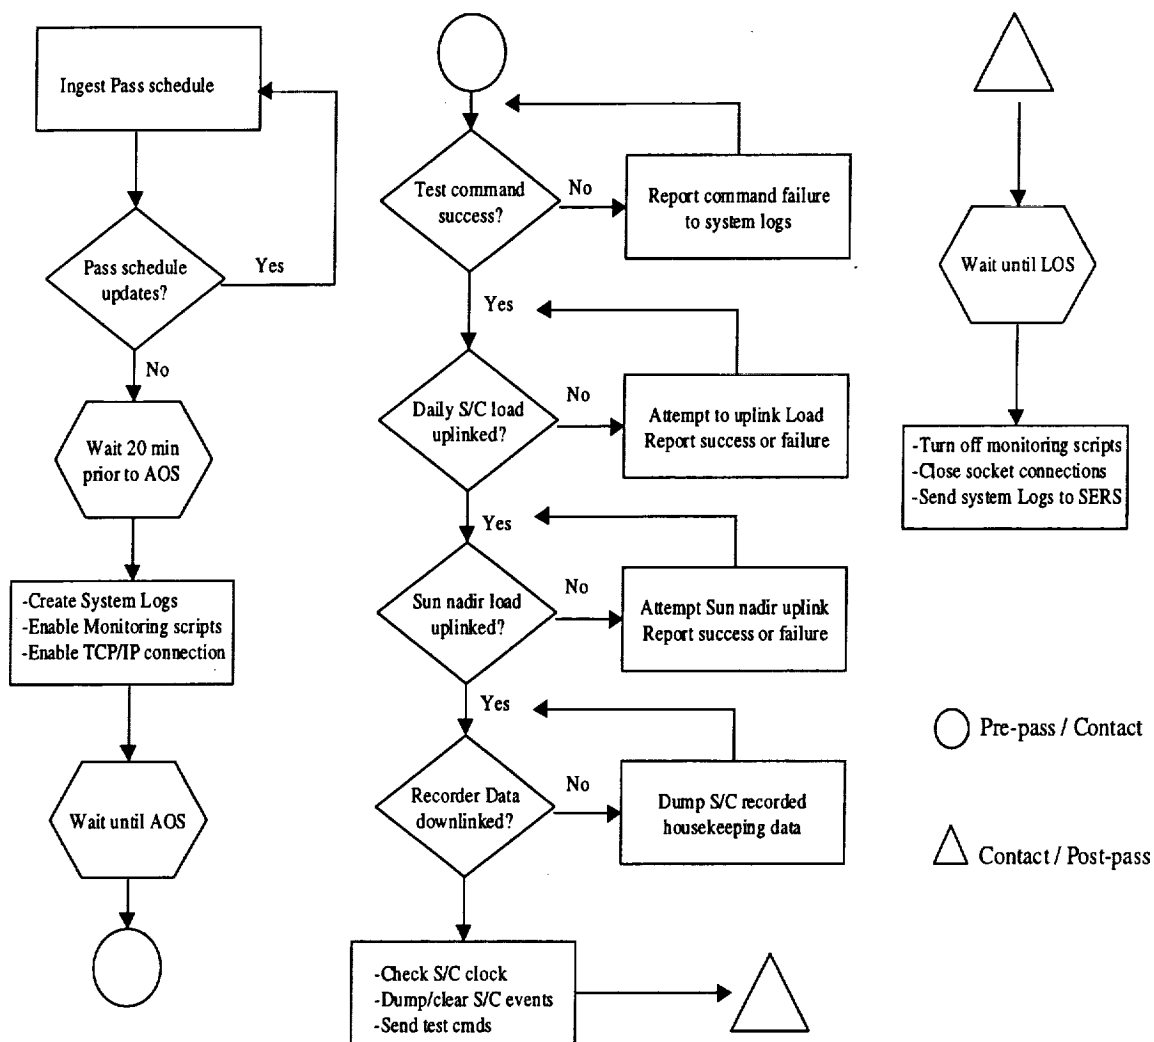 Ingest Pass schedule
Pass schedule
updates?
Yes
No
Wait 20 min
prior to AOS
-Create System Logs
-Enable Monitoring scripts
-Enable TCP/IP connection
Wait until AOS
Test command
success?
No
Report command failure
to system logs
Yes
Daily S/C load
uplinked?
No
Attempt to uplink Load
Report success or failure
Yes
Sun nadir load
uplinked?
No
Attempt Sun nadir uplink
Report success or failure
Yes
Recorder Data
downlinked?
No
Dump S/C recorded
housekeeping data
-Check S/C clock
-Dump/clear S/C events
-Send test cmds
Wait until LOS
-Turn off monitoring scripts
-Close socket connections
-Send system Logs to SERS
Pre-pass / Contact
Contact / Post-pass